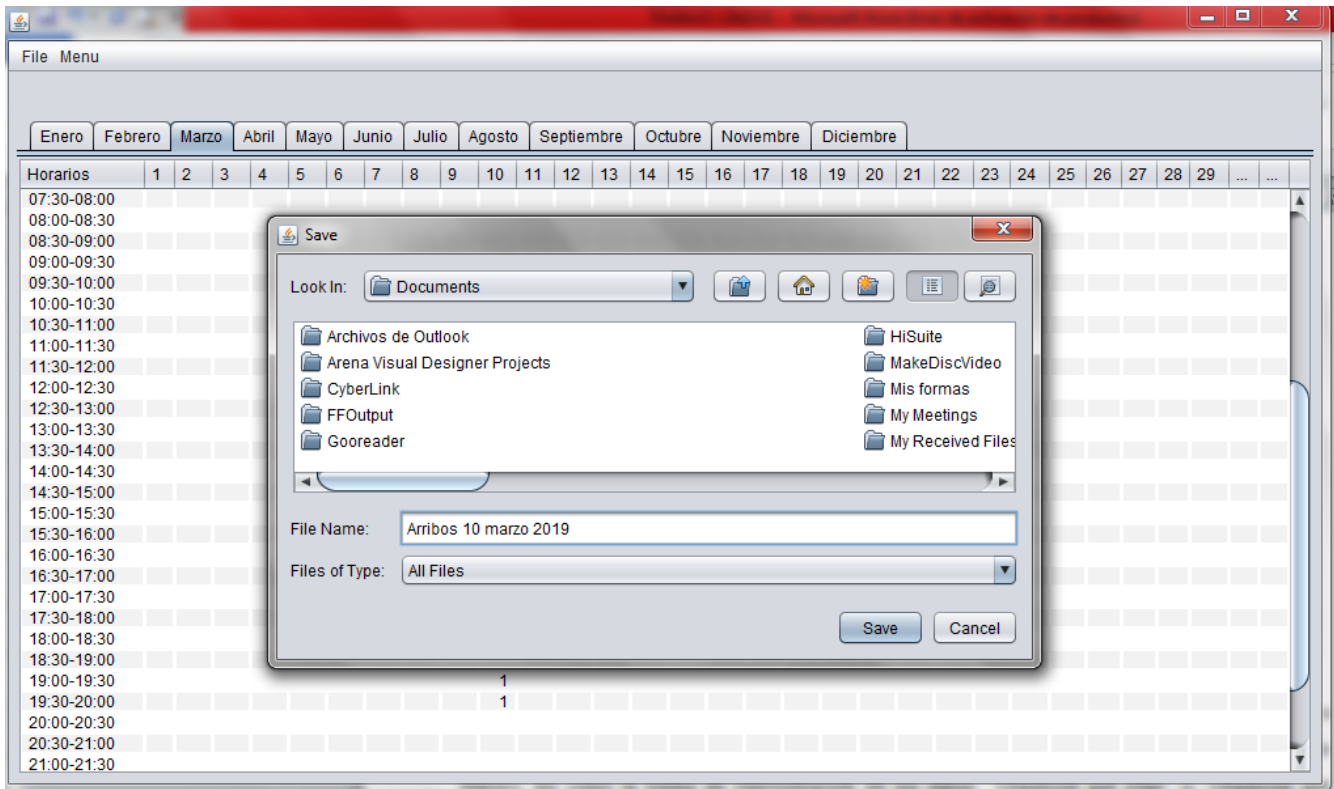 File Menu
Enero Febrero Marzo Abril Mayo Junio Julio Agosto Septiembre Octubre Noviembre Diciembre
Horarios 1 2 3 4 5 6 7 8 9 10 11 12 13 14 15 16 17 18 19 20 21 22 23 24 25 26 27 28 29 ... ...
07:30-08:00
08:00-08:30
08:30-09:00
09:00-09:30
09:30-10:00
10:00-10:30
10:30-11:00
11:00-11:30
11:30-12:00
12:00-12:30
12:30-13:00
13:00-13:30
13:30-14:00
14:00-14:30
14:30-15:00
15:00-15:30
15:30-16:00
16:00-16:30
16:30-17:00
17:00-17:30
17:30-18:00
18:00-18:30
18:30-19:00
19:00-19:30 1
19:30-20:00 1
20:00-20:30
20:30-21:00
21:00-21:30
Save
Look In: Documents
Archivos de Outlook HiSuite
Arena Visual Designer Projects MakeDiscVideo
CyberLink Mis formas
FFOutput My Meetings
Gooreader My Received Files
File Name: Arribos 10 marzo 2019
Files of Type: All Files
Save Cancel